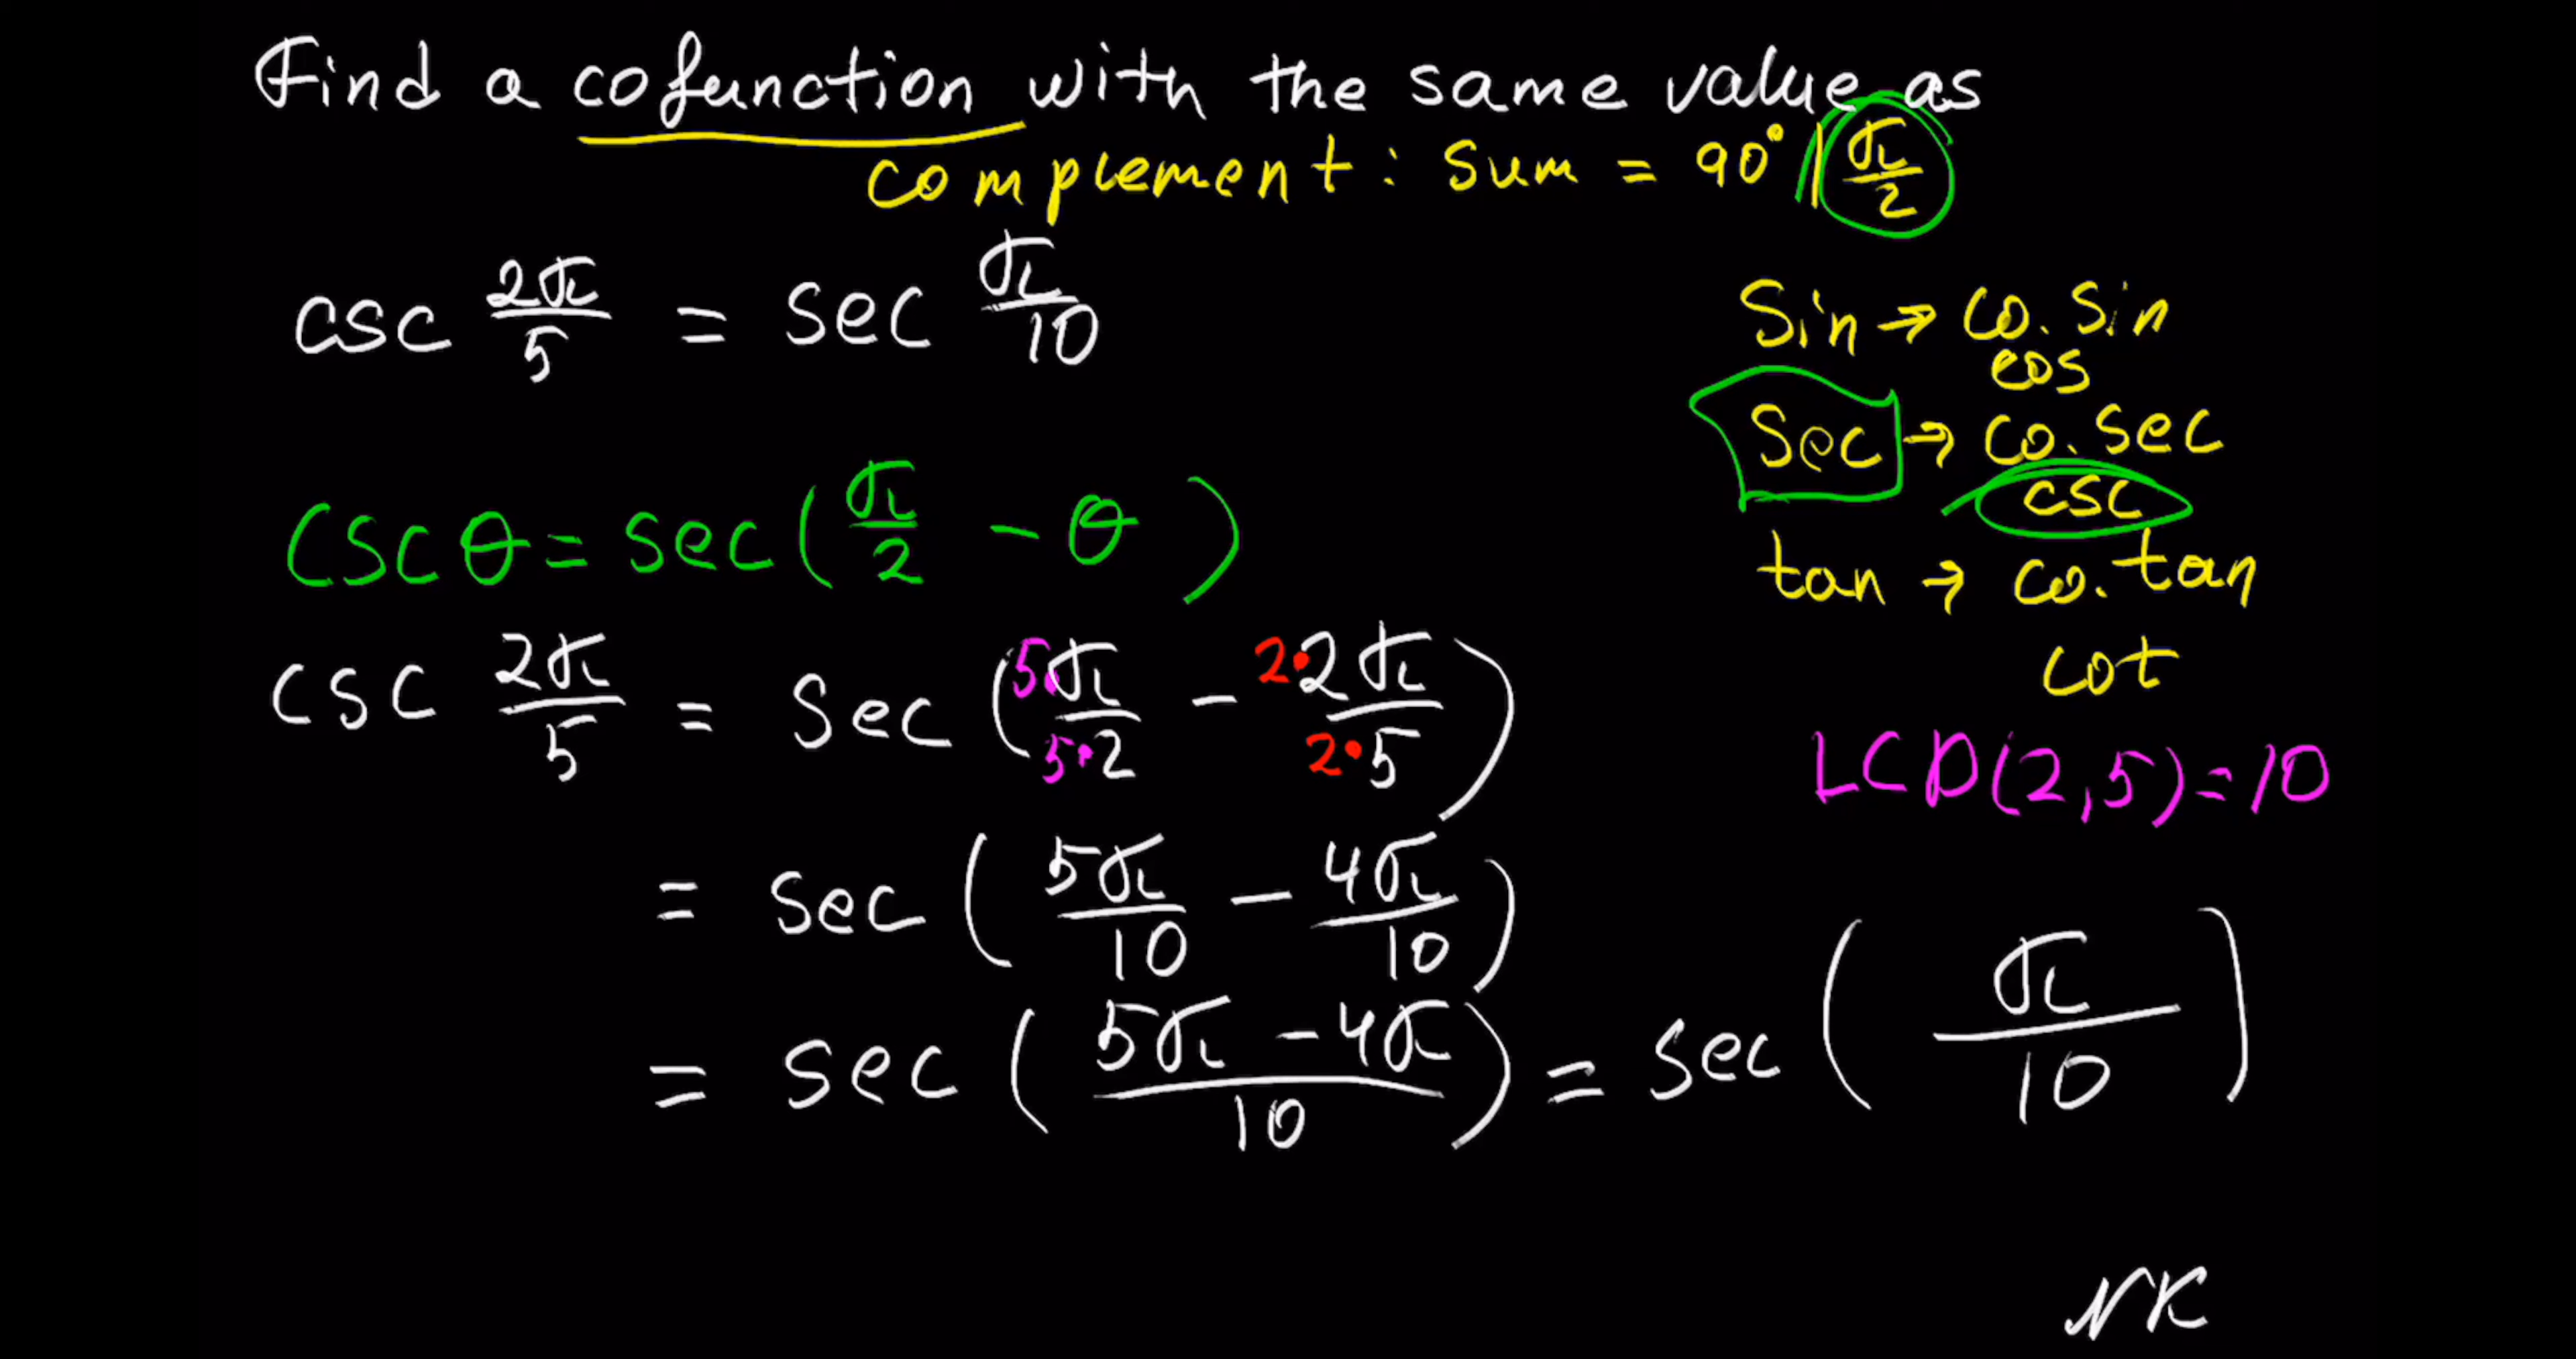 Find a cofunction with the same value as
complement: sum = 90° | π/2
csc 2π/5 = sec π/10
Sin → co.sin
cos
Sec → co.sec
csc
tan → co.tan
cot
csc θ = sec(π/2 - θ)
csc 2π/5 = sec (5·π/5·2 - 2·2π/2·5)
LCD(2,5)=10
= sec (5π/10 - 4π/10)
= sec (5π - 4π/10) = sec (π/10)
NK